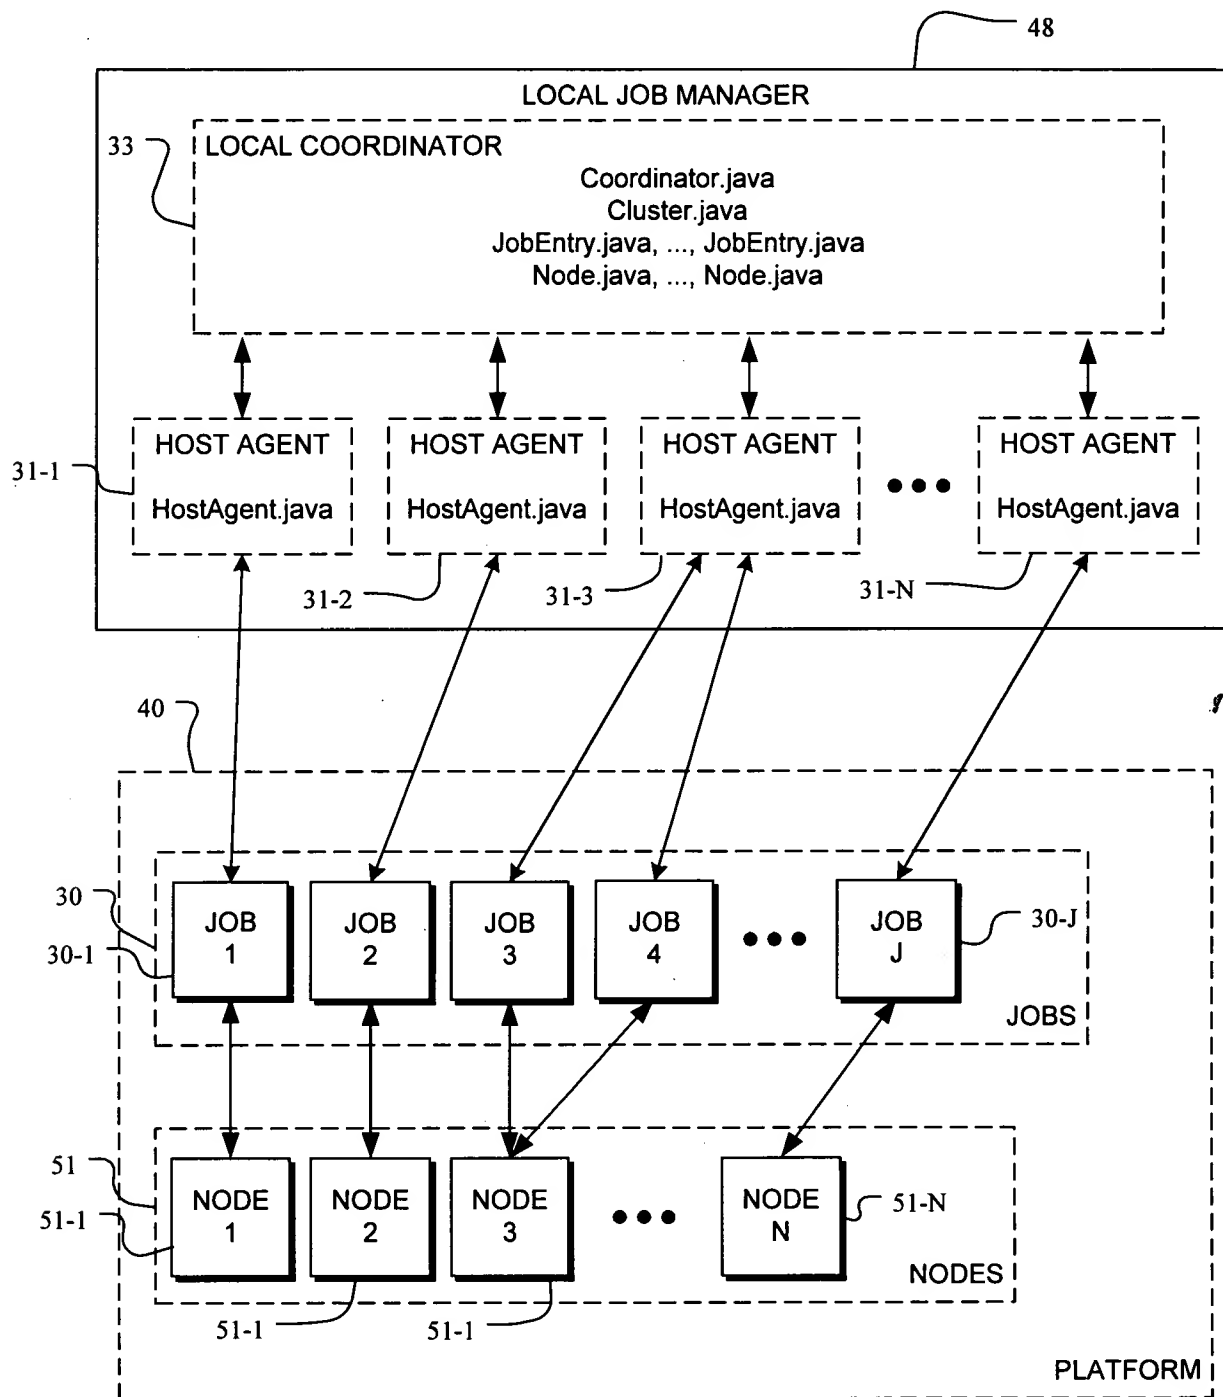 48
LOCAL JOB MANAGER
33
LOCAL COORDINATOR
Coordinator.java
Cluster.java
JobEntry.java, ..., JobEntry.java
Node.java, ..., Node.java
HOST AGENT
HostAgent.java
HOST AGENT
HostAgent.java
HOST AGENT
HostAgent.java
HOST AGENT
HostAgent.java
31-1
31-2
31-3
31-N
40
30
30-1
JOB
1
JOB
2
JOB
3
JOB
4
JOB
J
30-J
JOBS
51
51-1
NODE
1
NODE
2
NODE
3
NODE
N
51-N
NODES
51-1
51-1
PLATFORM